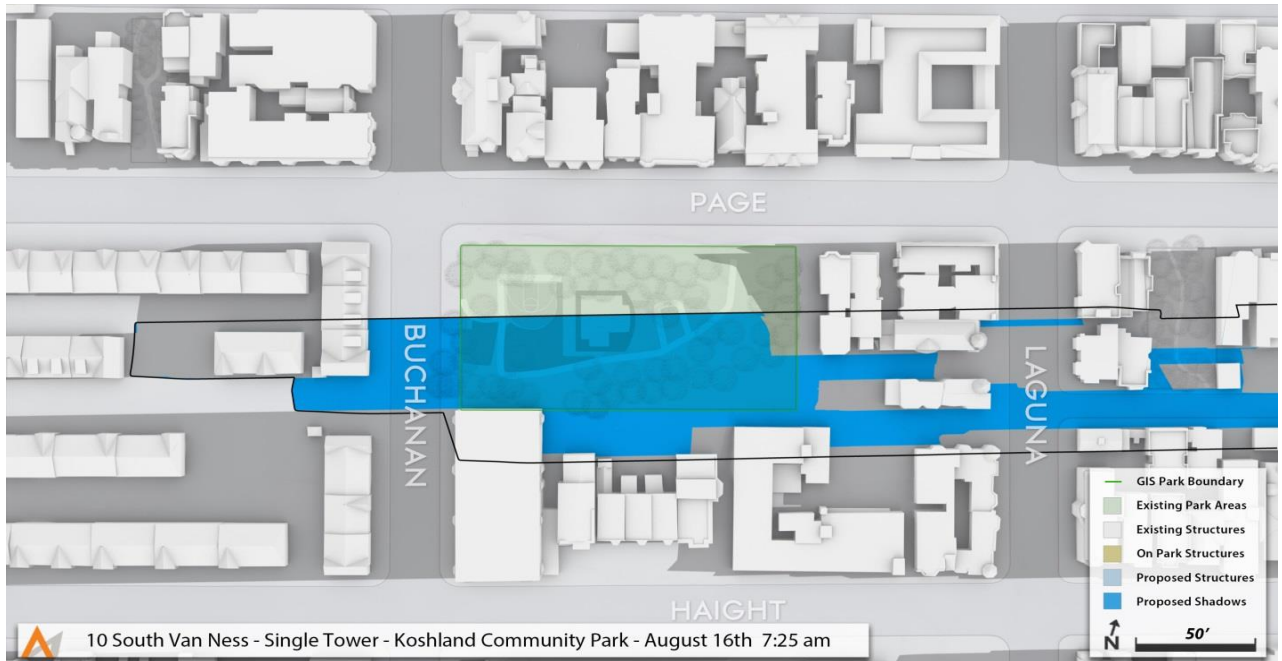 PAGE
BUCHANAN
LAGUNA
HAIGHT
GIS Park Boundary
Existing Park Areas
Existing Structures
On Park Structures
Proposed Structures
Proposed Shadows
N
50’
10 South Van Ness - Single Tower - Koshland Community Park - August 16th 7:25 am